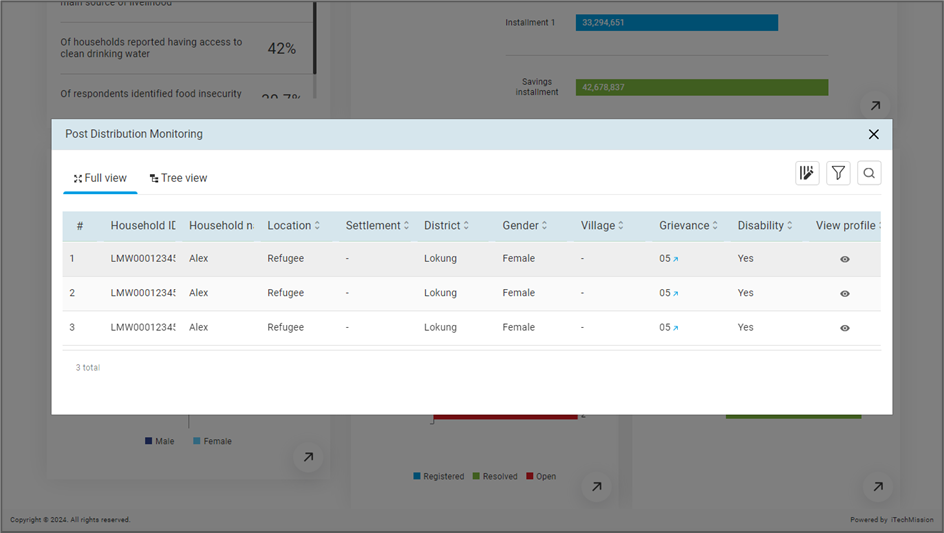 main source of livelihood
Of households reported having access to
clean drinking water
42%
Of respondents identified food insecurity
Installment 1
33,294,651
Savings
installment
42,678,837
Post Distribution Monitoring
Full view Tree view
# Household ID Household n Location Settlement District Gender Village Grievance Disability View profile
1 LMW00012345 Alex Refugee - Lokung Female - 05 Yes
2 LMW00012345 Alex Refugee - Lokung Female - 05 Yes
3 LMW00012345 Alex Refugee - Lokung Female - 05 Yes
3 total
Male Female
Registered Resolved Open
Copyright © 2024. All rights reserved.
Powered by iTechMission